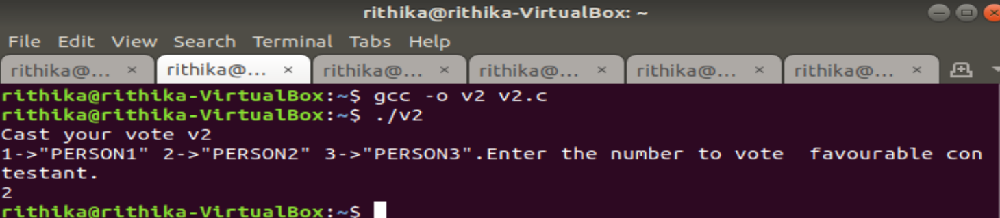 rithika@rithika-VirtualBox: ~
File Edit View Search Terminal Tabs Help
rithika@... × rithika@... × rithika@... × rithika@... × rithika@... × rithika@... ×
rithika@rithika-VirtualBox:~$ gcc -o v2 v2.c
rithika@rithika-VirtualBox:~$ ./v2
Cast your vote v2
1->"PERSON1" 2->"PERSON2" 3->"PERSON3".Enter the number to vote  favourable con
testant.
2
rithika@rithika-VirtualBox:~$